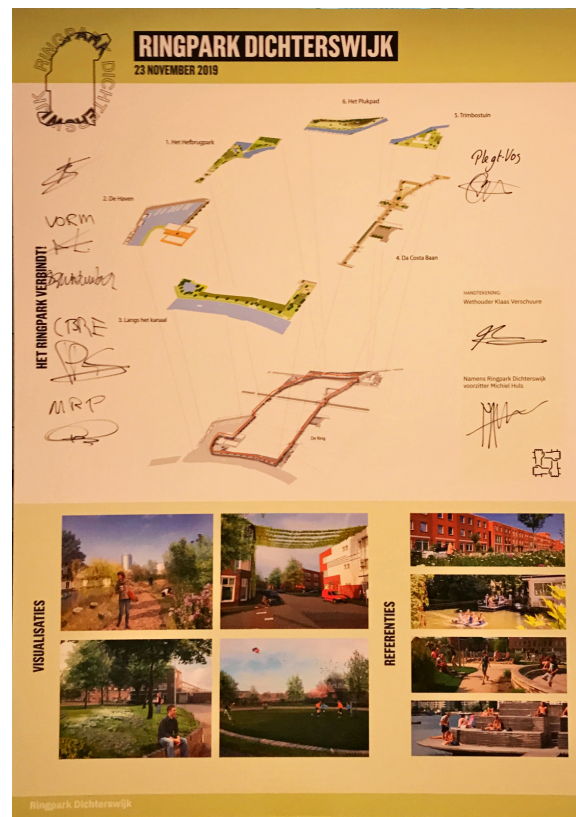 RINGPARK DICHTERSWIJK
RINGPARK DICHTERSWIJK
23 NOVEMBER 2019
6. Het Plukpad
5. Trimbostuin
1. Het Hefbrugpark
Plegt-Vos
2. De Haven
VORM
4. Da Costa Baan
HET RINGPARK VERBINDT!
HANDTEKENING:
Wethouder Klaas Verschuure
3. Langs het kanaal
CBRE
Namens Ringpark Dichterswijk
voorzitter Michiel Huls
MRP
De Ring
VISUALISATIES
REFERENTIES
Ringpark Dichterswijk